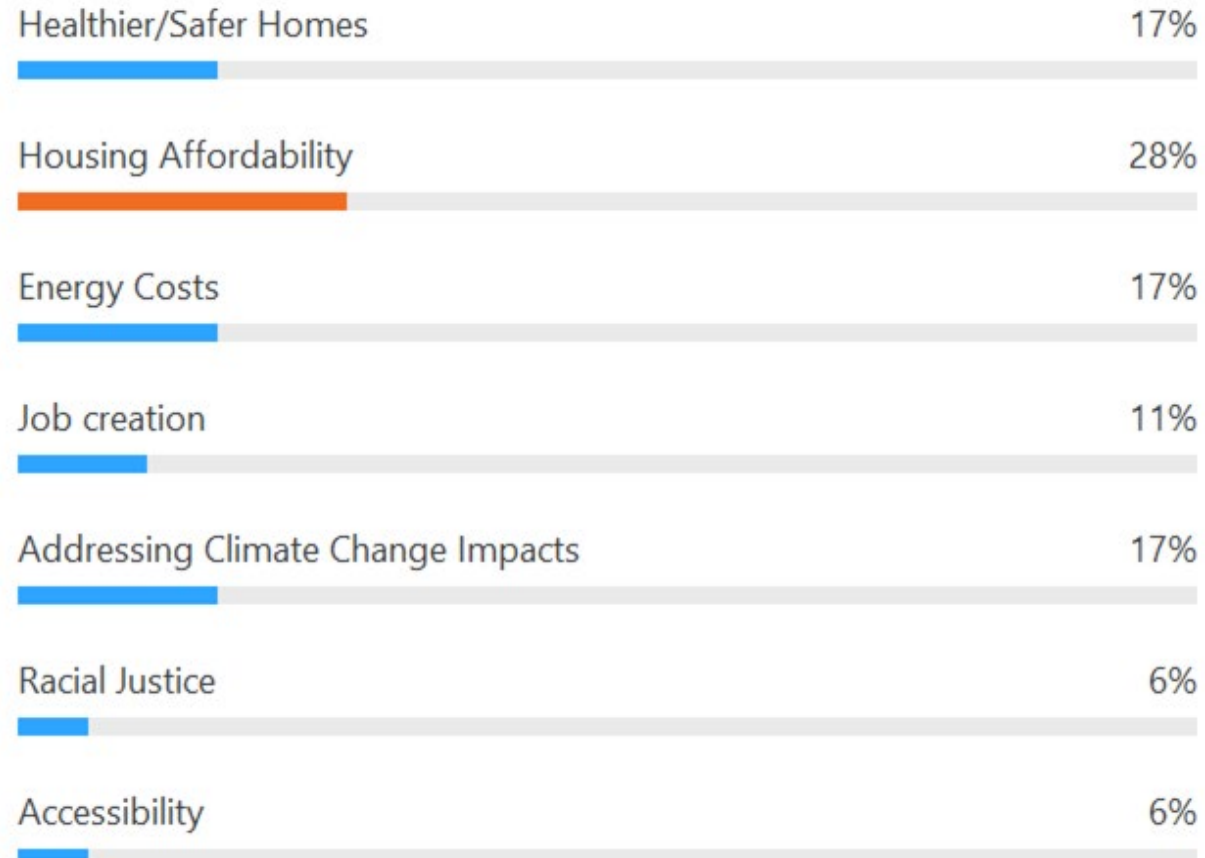 Healthier/Safer Homes 17%
Housing Affordability 28%
Energy Costs 17%
Job creation 11%
Addressing Climate Change Impacts 17%
Racial Justice 6%
Accessibility 6%